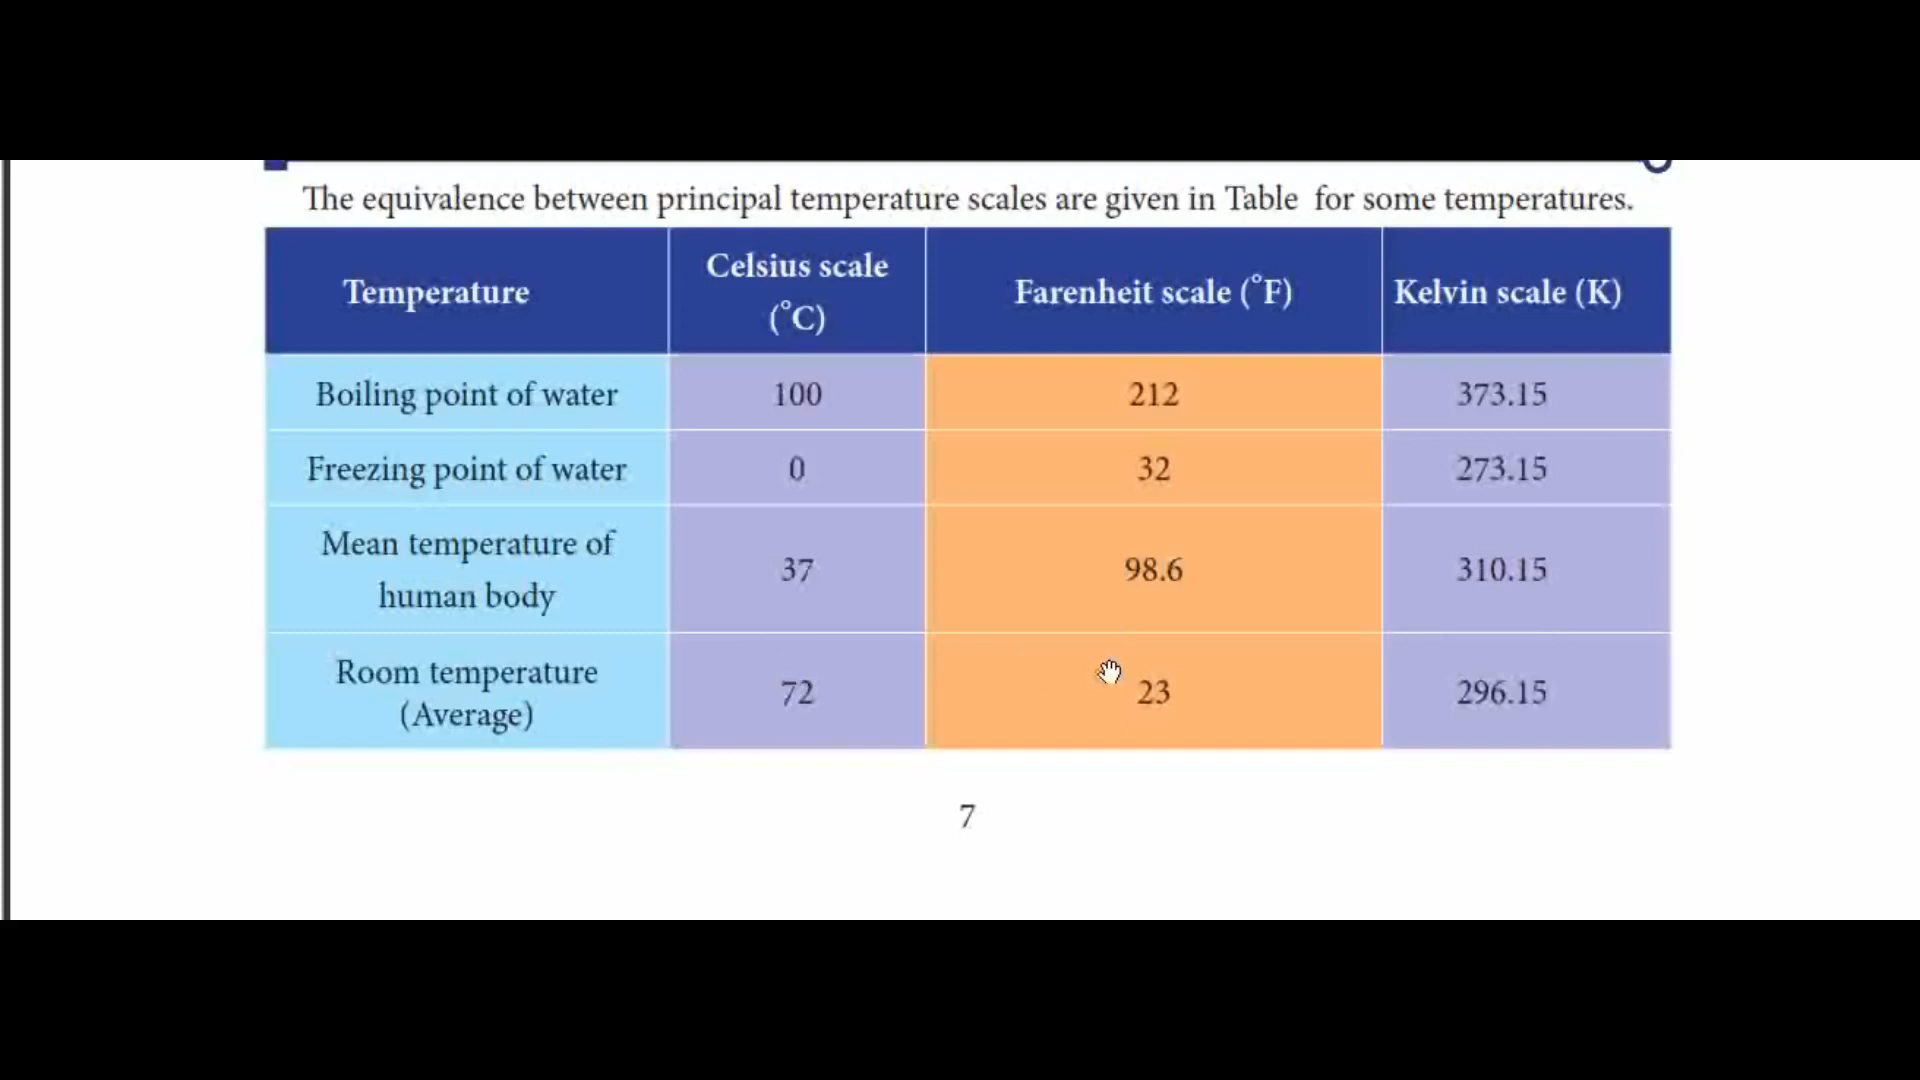 The equivalence between principal temperature scales are given in Table for some temperatures.
Temperature
Celsius scale
(°C)
Farenheit scale (°F)
Kelvin scale (K)
Boiling point of water
100
212
373.15
Freezing point of water
0
32
273.15
Mean temperature of
human body
37
98.6
310.15
Room temperature
(Average)
72
23
296.15
7